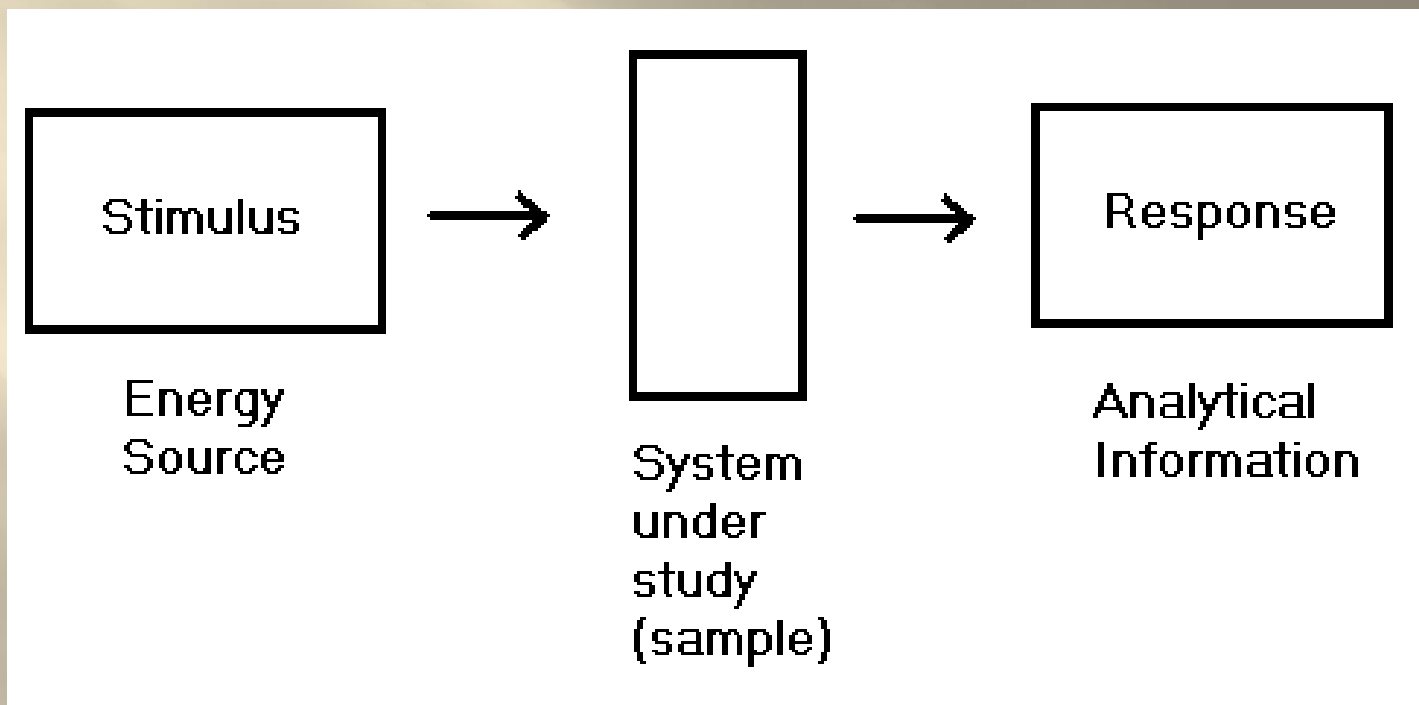 Stimulus
Response
Energy
Source
System
under
study
(sample)
Analytical
Information